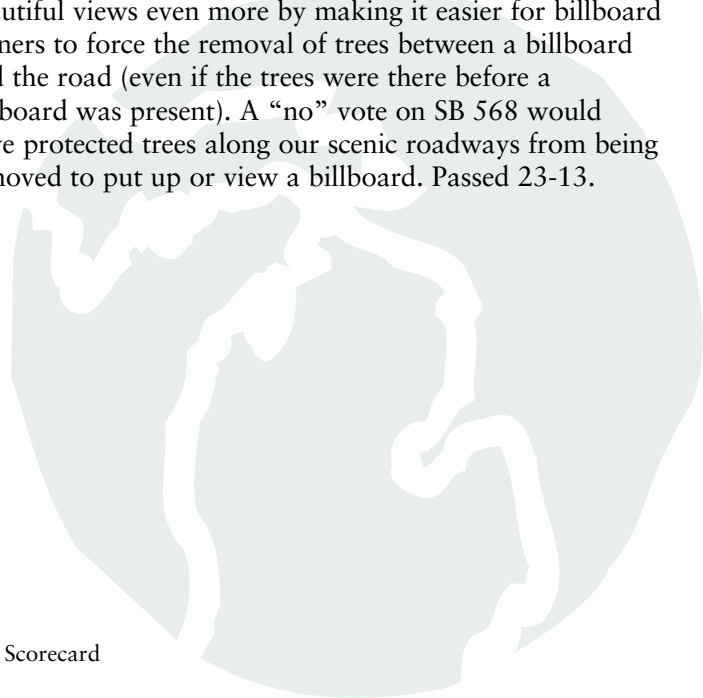 utiful views even more by making it easier for billboard
ners to force the removal of trees between a billboard
d the road (even if the trees were there before a
board was present). A “no” vote on SB 568 would
ve protected trees along our scenic roadways from being
moved to put up or view a billboard. Passed 23-13.
Scorecard